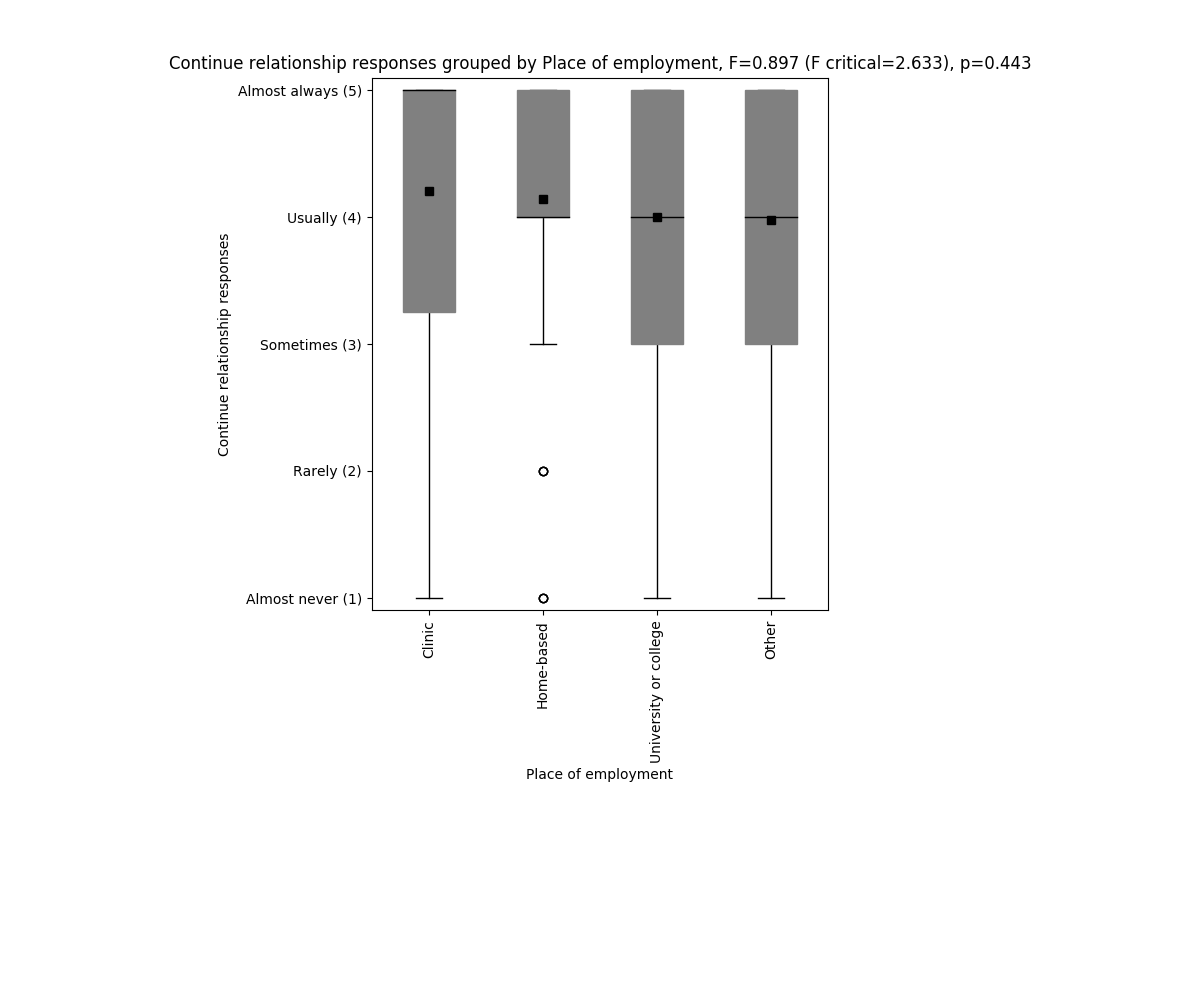 Continue relationship responses grouped by Place of employment, F=0.897 (F critical=2.633), p=0.443
Almost always (5)
Usually (4)
Sometimes (3)
Rarely (2)
Almost never (1)
Continue relationship responses
Clinic
Home-based
University or college
Other
Place of employment